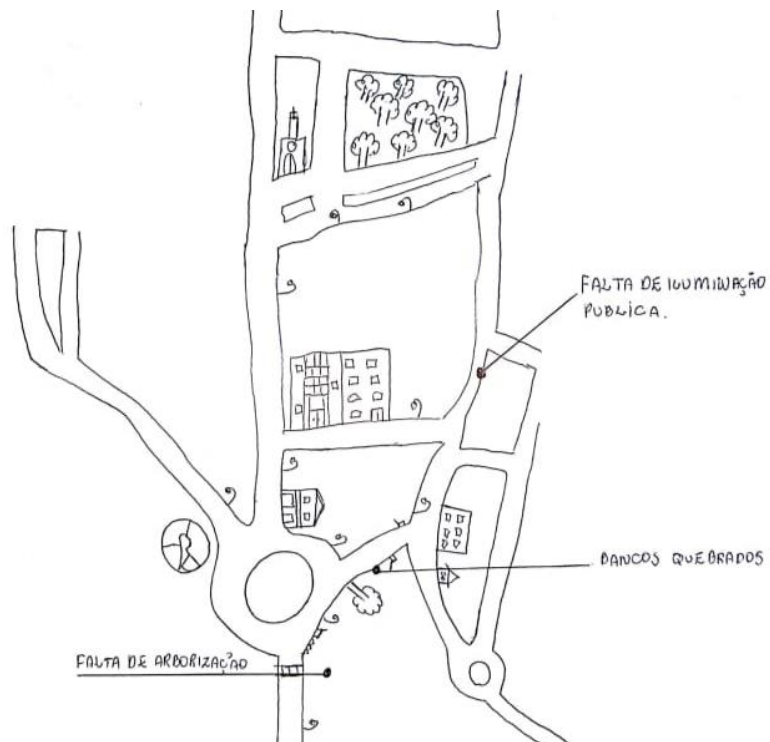 FALTA DE ILUMINAÇÃO
PUBLICA.
BANCOS QUEBRADOS
FALTA DE ARBORIZAÇÃO